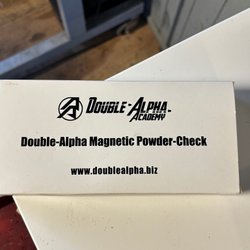 DOUBLE-ALPHA
ACADEMY
Double-Alpha Magnetic Powder-Check
www.doublealpha.biz